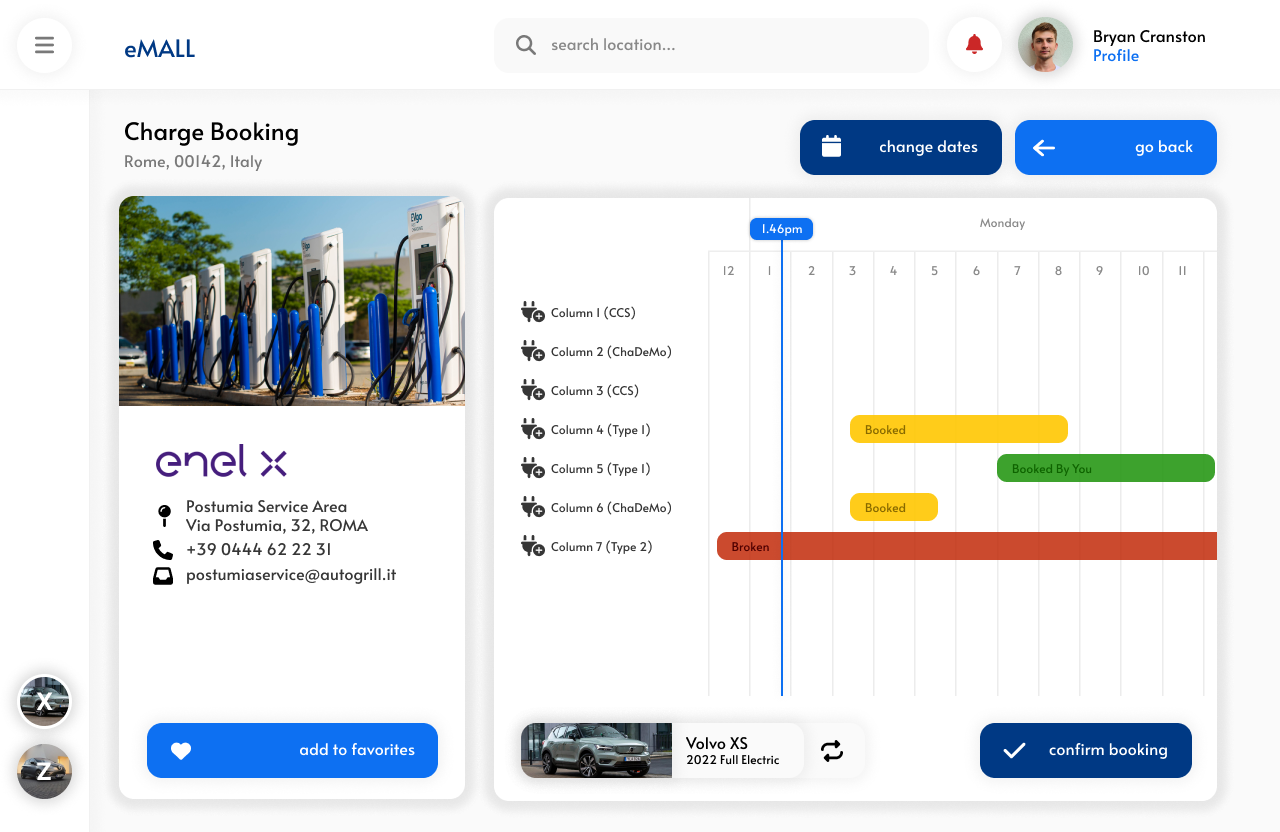 eMALL
search location...
Bryan Cranston
Profile
Charge Booking
Rome, 00142, Italy
change dates
go back
EVgo
enel x
Postumia Service Area
Via Postumia, 32, ROMA
+39 0444 62 22 31
postumiaservice@autogrill.it
add to favorites
Monday
1.46pm
12 1 2 3 4 5 6 7 8 9 10 11
Column 1 (CCS)
Column 2 (ChaDeMo)
Column 3 (CCS)
Column 4 (Type 1)
Booked
Column 5 (Type 1)
Booked By You
Column 6 (ChaDeMo)
Booked
Column 7 (Type 2)
Broken
Volvo XS
2022 Full Electric
confirm booking
X
Z